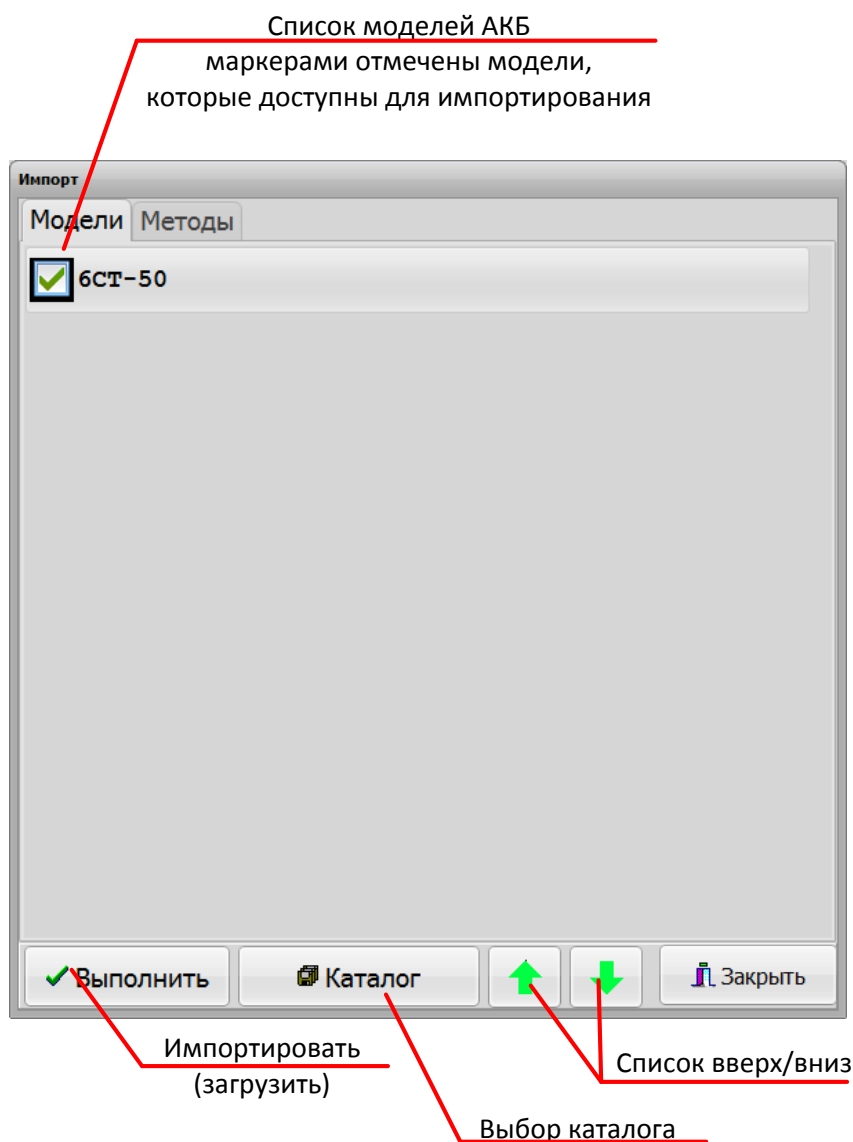 Список моделей АКБ
маркерами отмечены модели,
которые доступны для импортирования
Импорт
Модели Методы
6СТ-50
Выполнить Каталог Закрыть
Импортировать
(загрузить)
Список вверх/вниз
Выбор каталога